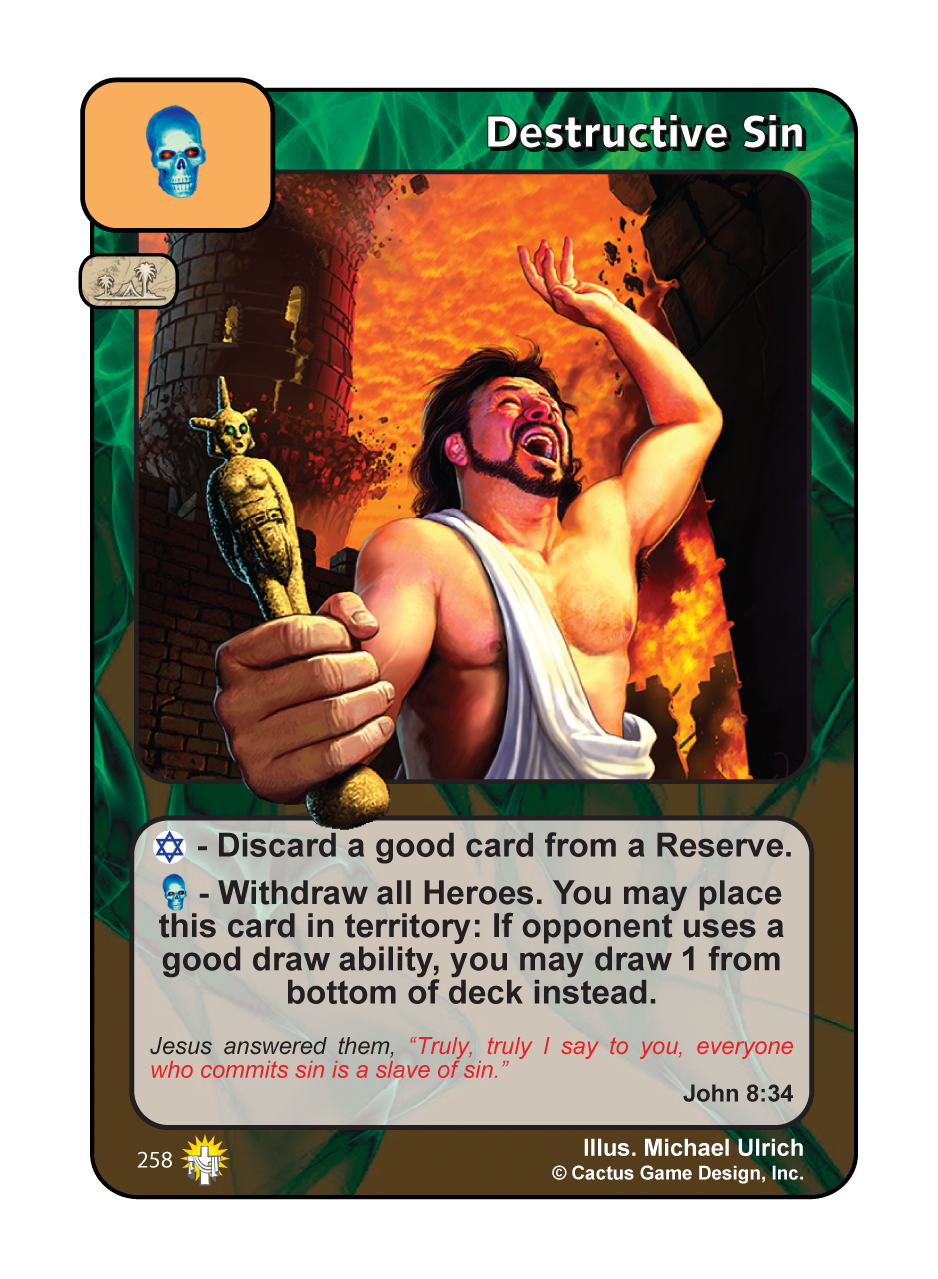 Destructive Sin
- Discard a good card from a Reserve.
- Withdraw all Heroes. You may place
this card in territory: If opponent uses a
good draw ability, you may draw 1 from
bottom of deck instead.
Jesus answered them, “Truly, truly I say to you, everyone
who commits sin is a slave of sin.”
John 8:34
258
Illus. Michael Ulrich
© Cactus Game Design, Inc.